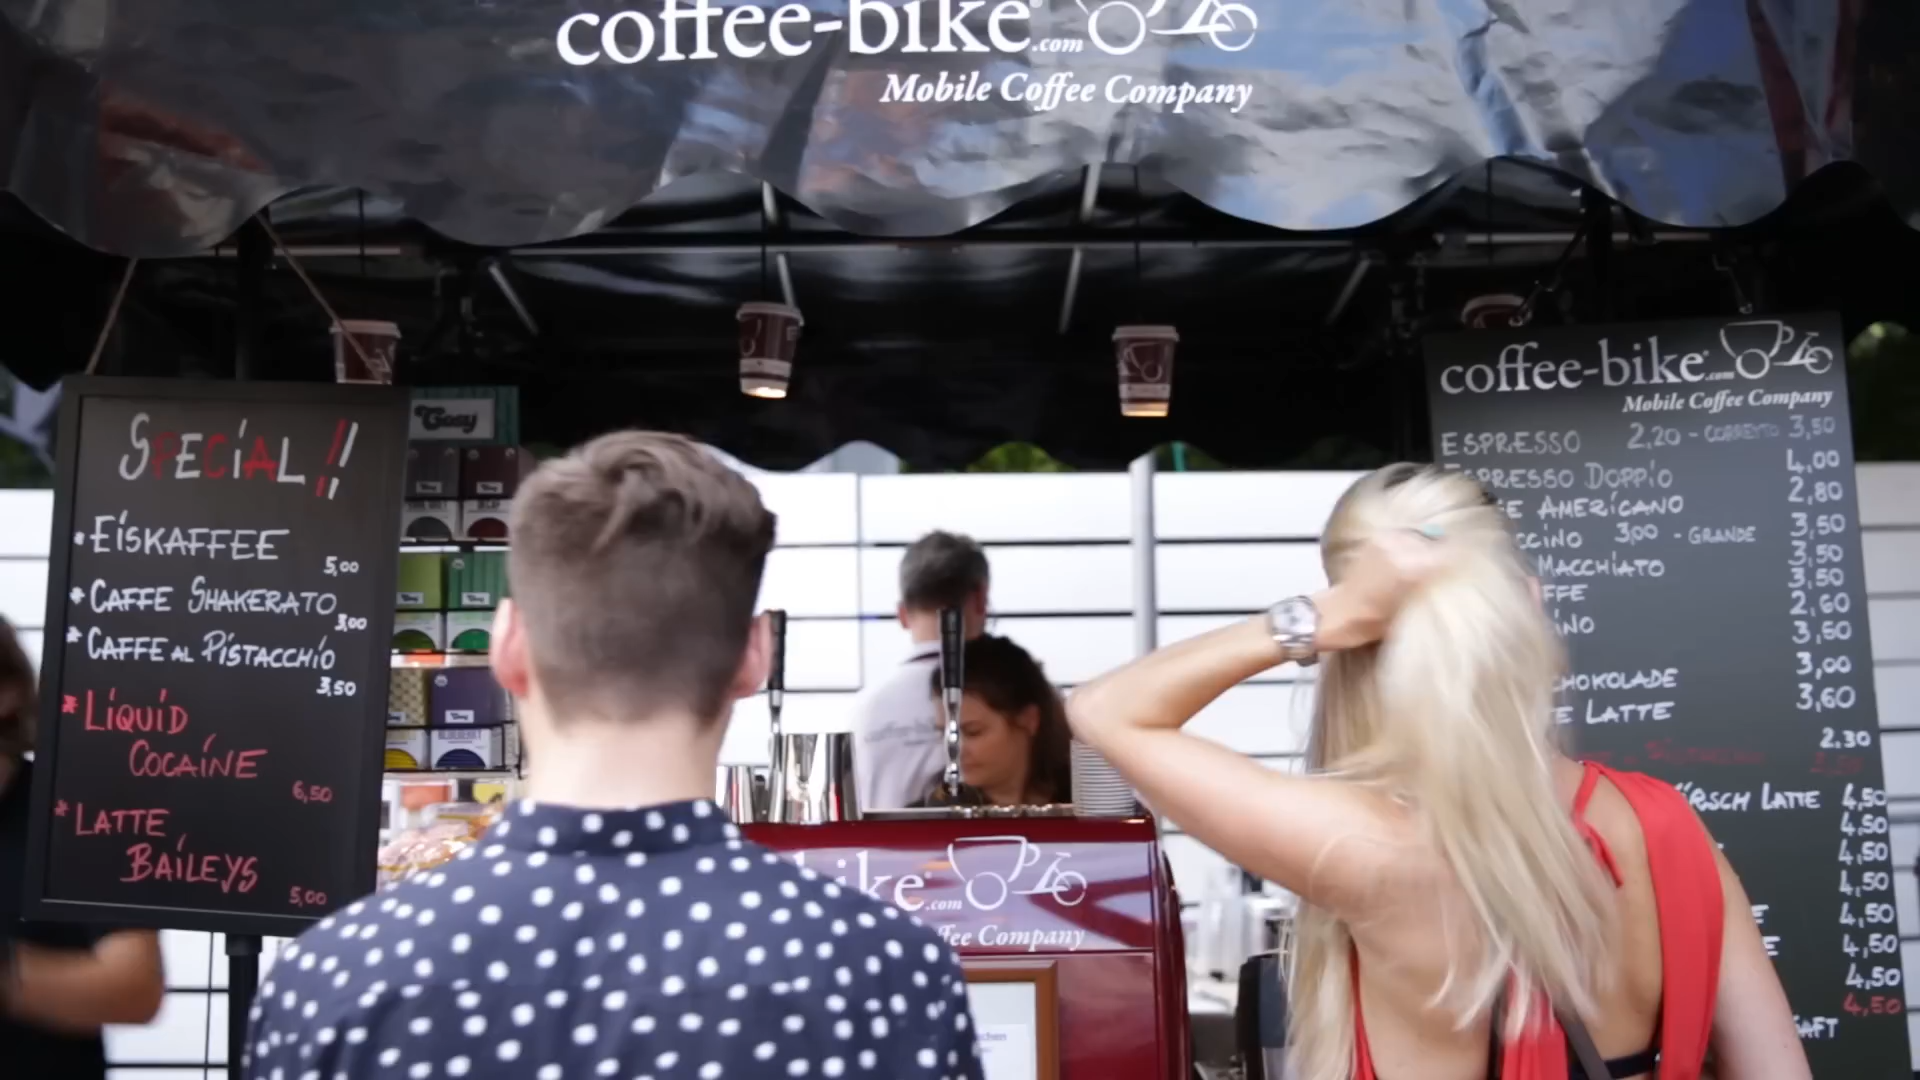 coffee-bike.com
Mobile Coffee Company
SPECIAL!!
* EISKAFFEE
5,00
* CAFFE SHAKERATO
3,00
* CAFFE AL PISTACCHIO
3,50
* LIQUID
COCAINE
6,50
* LATTE
BAILEYS
5,00
Cosy
coffee-bike.com
Mobile Coffee Company
ESPRESSO 2,20 - CORRETTO 3,50
ESPRESSO DOPPIO 4,00
AMERICANO 2,80
3,00 - GRANDE 3,50
MACCHIATO 3,50
3,50
2,60
3,60
3,00
LATTE 3,60
2.30
LATTE 4,50
4,50
4,50
4,50
4,50
4,50
4,50
4,50
ike.com
Company